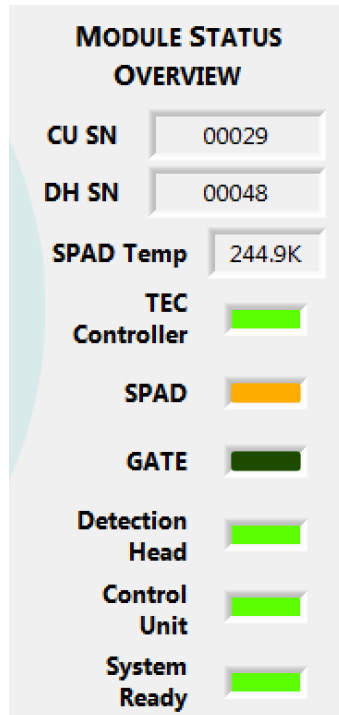 MODULE STATUS
OVERVIEW
CU SN 00029
DH SN 00048
SPAD Temp 244.9K
TEC
Controller
SPAD
GATE
Detection
Head
Control
Unit
System
Ready